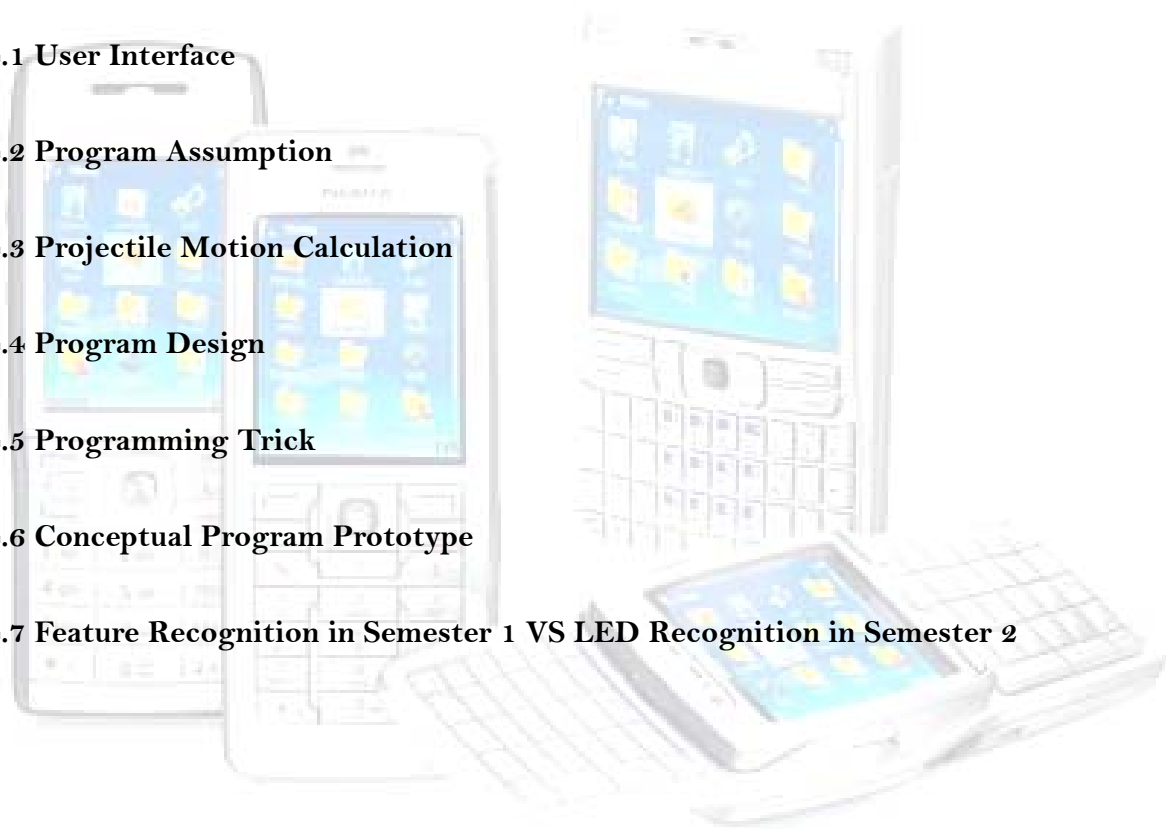 .1 User Interface
.2 Program Assumption
.3 Projectile Motion Calculation
.4 Program Design
.5 Programming Trick
.6 Conceptual Program Prototype
.7 Feature Recognition in Semester 1 VS LED Recognition in Semester 2